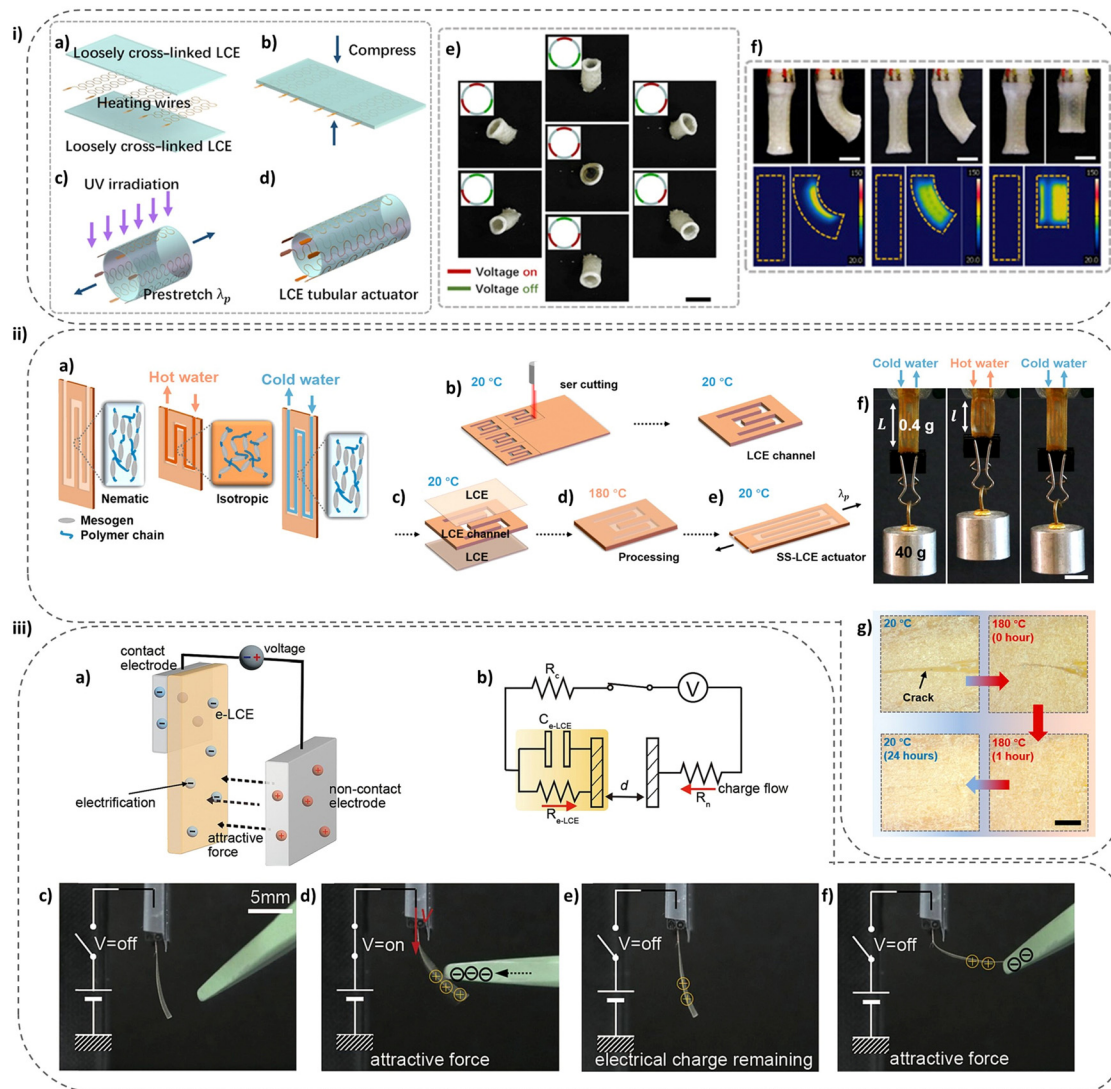 i)
a)
Loosely cross-linked LCE
Heating wires
Loosely cross-linked LCE
b)
Compress
c)
UV irradiation
Prestretch λp
d)
LCE tubular actuator
e)
Voltage on
Voltage off
f)
150
20.0
150
20.0
150
20.0
ii)
a)
Hot water
Cold water
Nematic
Isotropic
Mesogen
Polymer chain
b)
20 °C
ser cutting
20 °C
LCE channel
c)
20 °C
LCE
LCE channel
LCE
d)
180 °C
Processing
e)
20 °C
λp
SS-LCE actuator
f)
Cold water
Hot water
Cold water
L
0.4 g
l
40 g
g)
20 °C
Crack
180 °C
(0 hour)
20 °C
(24 hours)
180 °C
(1 hour)
iii)
a)
contact
electrode
voltage
e-LCE
electrification
attractive
force
non-contact
electrode
b)
Rc
V
Ce-LCE
Re-LCE
d
Rn
charge flow
c)
5mm
V=off
d)
V=on
attractive force
e)
V=off
electrical charge remaining
f)
V=off
attractive force